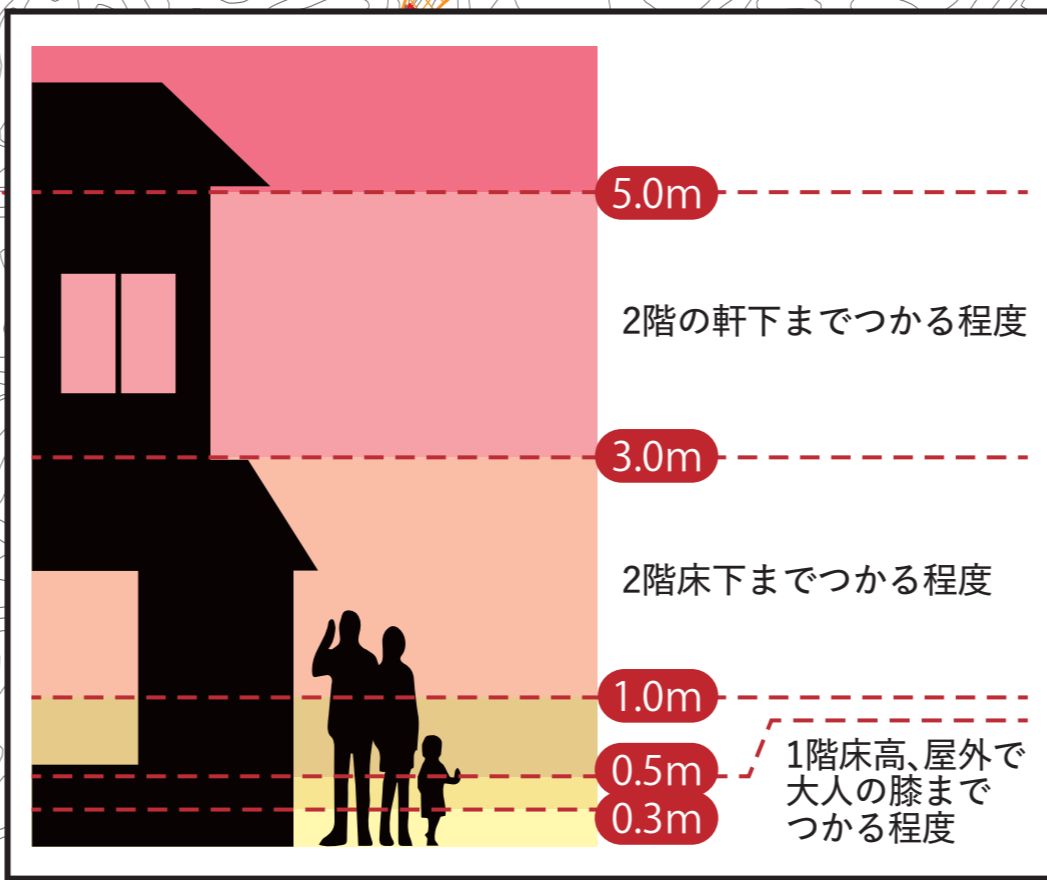 5.0m
2階の軒下までつかる程度
3.0m
2階床下までつかる程度
1.0m
0.5m
0.3m
1階床高、屋外で
大人の膝まで
つかる程度